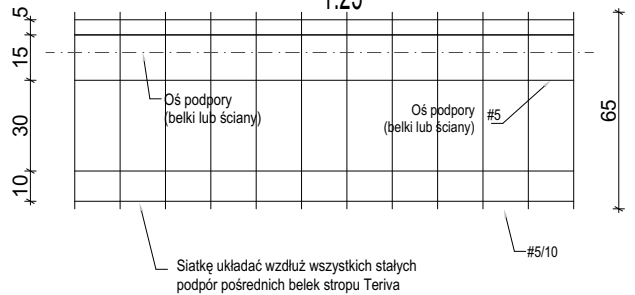 1:25
5
15
30
10
65
Oś podpory
(belki lub ściany)
Oś podpory
(belki lub ściany)
#5
#5/10
Siatkę układać wzdłuż wszystkich stałych
podpór pośrednich belek stropu Teriva